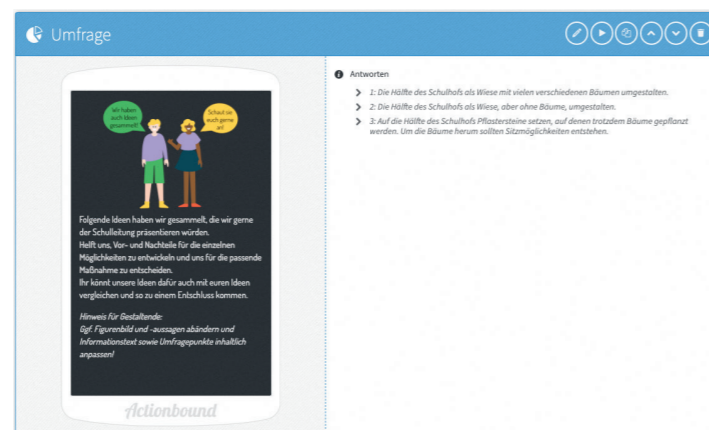 Umfrage
Wir haben
auch Ideen
gesammelt!
Schaut sie
euch gerne
an!
Folgende Ideen haben wir gesammelt, die wir gerne
der Schulleitung präsentieren würden.
Helft uns, Vor- und Nachteile für die einzelnen
Möglichkeiten zu entwickeln und uns für die passende
Maßnahme zu entscheiden.
Ihr könnt unsere Ideen dafür auch mit euren Ideen
vergleichen und so zu einem Entschluss kommen.
Hinweis für Gestaltende:
Ggf. Figurenbild und -aussagen abändern und
Informationstext sowie Umfragepunkte inhaltlich
anpassen!
Actionbound
Antworten
1: Die Hälfte des Schulhofs als Wiese mit vielen verschiedenen Bäumen umgestalten.
2: Die Hälfte des Schulhofs als Wiese, aber ohne Bäume, umgestalten.
3: Auf die Hälfte des Schulhofs Pflastersteine setzen, auf denen trotzdem Bäume gepflanzt
werden. Um die Bäume herum sollten Sitzmöglichkeiten entstehen.